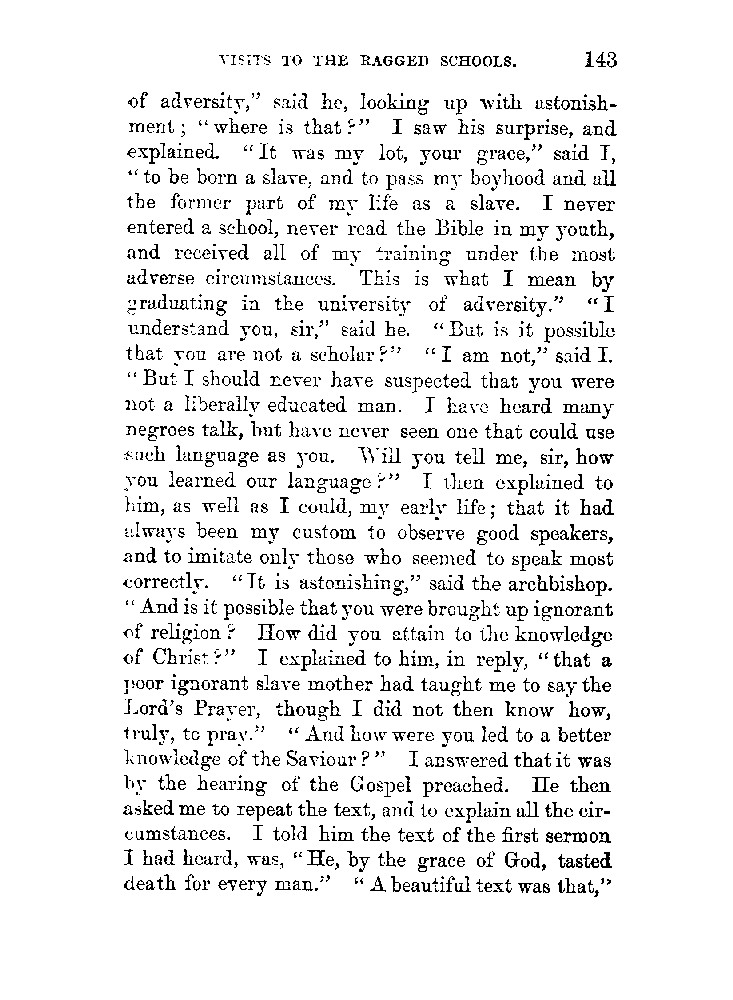 VISITS TO THE RAGGED SCHOOLS. 143
of adversity,” said he, looking up with astonish-
ment; “where is that?” I saw his surprise, and
explained. “It was my lot, your grace,” said I,
“to be born a slave, and to pass my boyhood and all
the former part of my life as a slave. I never
entered a school, never read the Bible in my youth,
and received all of my training under the most
adverse circumstances. This is what I mean by
graduating in the university of adversity.” “I
understand you, sir,” said he. “But is it possible
that you are not a scholar?” “I am not,” said I.
“But I should never have suspected that you were
not a liberally educated man. I have heard many
negroes talk, but have never seen one that could use
such language as you. Will you tell me, sir, how
you learned our language?” I then explained to
him, as well as I could, my early life; that it had
always been my custom to observe good speakers,
and to imitate only those who seemed to speak most
correctly. “It is astonishing,” said the archbishop.
“And is it possible that you were brought up ignorant
of religion? How did you attain to the knowledge
of Christ?” I explained to him, in reply, “that a
poor ignorant slave mother had taught me to say the
Lord’s Prayer, though I did not then know how,
truly, to pray.” “And how were you led to a better
knowledge of the Saviour?” I answered that it was
by the hearing of the Gospel preached. He then
asked me to repeat the text, and to explain all the cir-
cumstances. I told him the text of the first sermon
I had heard, was, “He, by the grace of God, tasted
death for every man.” “A beautiful text was that,”